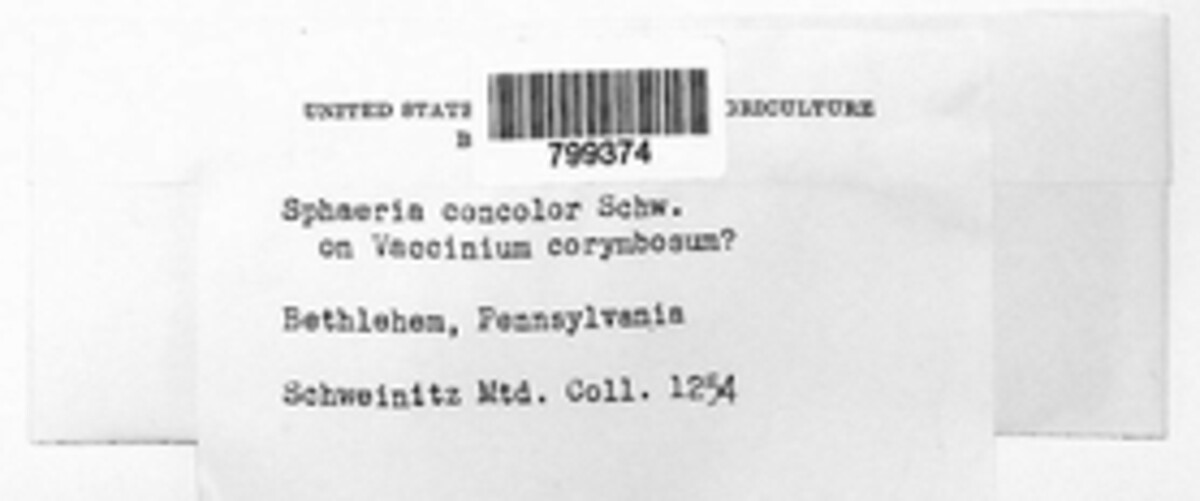 UNITED STATE GRICULTURE
B
799374
Sphaeria concolor Schw.
on Vaccinium corymbosum?
Bethlehem, Pennsylvania
Schweinitz Mtd. Coll. 1254